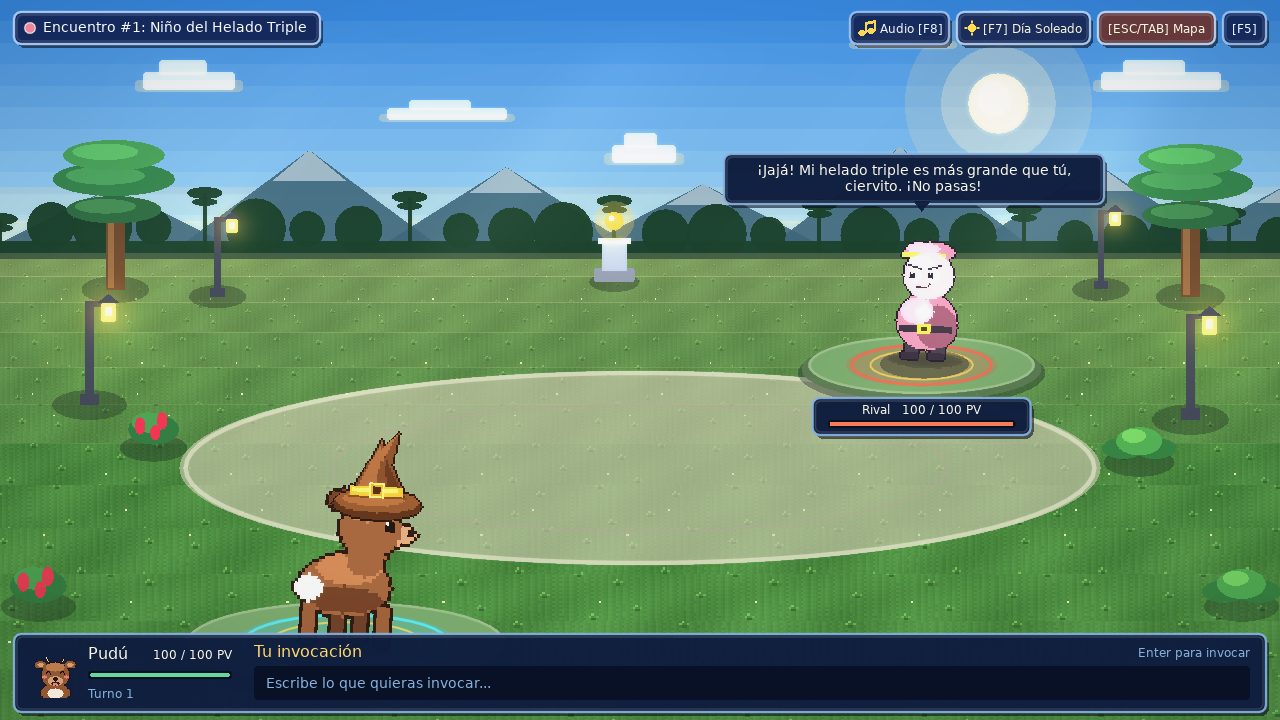 Encuentro #1: Niño del Helado Triple
Audio [F8]
[F7] Día Soleado
[ESC/TAB] Mapa
[F5]
¡Jajá! Mi helado triple es más grande que tú,
ciervito. ¡No pasas!
Rival 100 / 100 PV
Pudú 100 / 100 PV
Turno 1
Tu invocación
Enter para invocar
Escribe lo que quieras invocar...